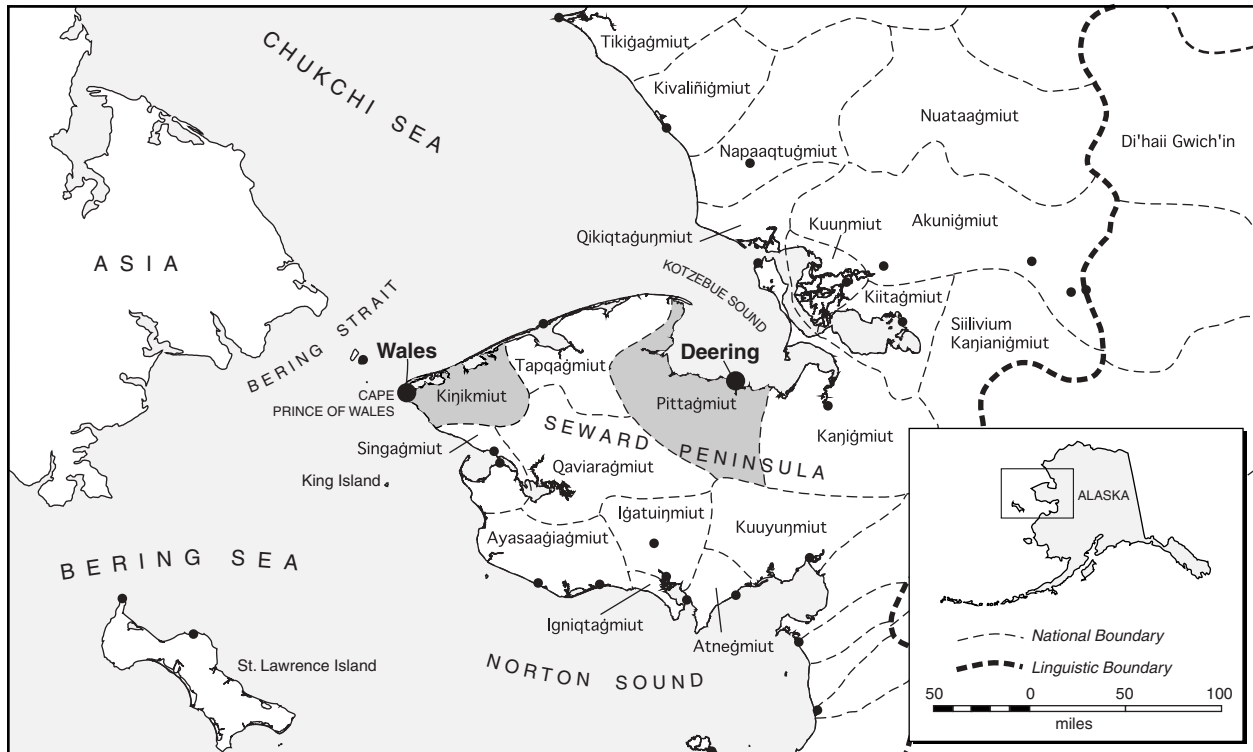 CHUKCHI SEA
Tikiġaġmiut
Kivaliñiġmiut
Nuataaġmiut
Napaaqtuġmiut
Di'haii Gwich'in
Qikiqtaġuŋmiut
Kuuŋmiut
Akuniġmiut
ASIA
KOTZEBUE SOUND
Kiitaġmiut
Siilivium
Kaŋianiġmiut
BERING STRAIT
Wales
Tapqaġmiut
Deering
CAPE
PRINCE OF WALES
Kiŋikmiut
Pittaġmiut
Kaŋiġmiut
SEWARD PENINSULA
Singaġmiut
Qaviaraġmiut
King Island
Iġatuiŋmiut
Kuuyuŋmiut
Ayasaaġiaġmiut
BERING SEA
Igniqtaġmiut
Atneġmiut
St. Lawrence Island
NORTON SOUND
ALASKA
National Boundary
Linguistic Boundary
50 0 50 100
miles